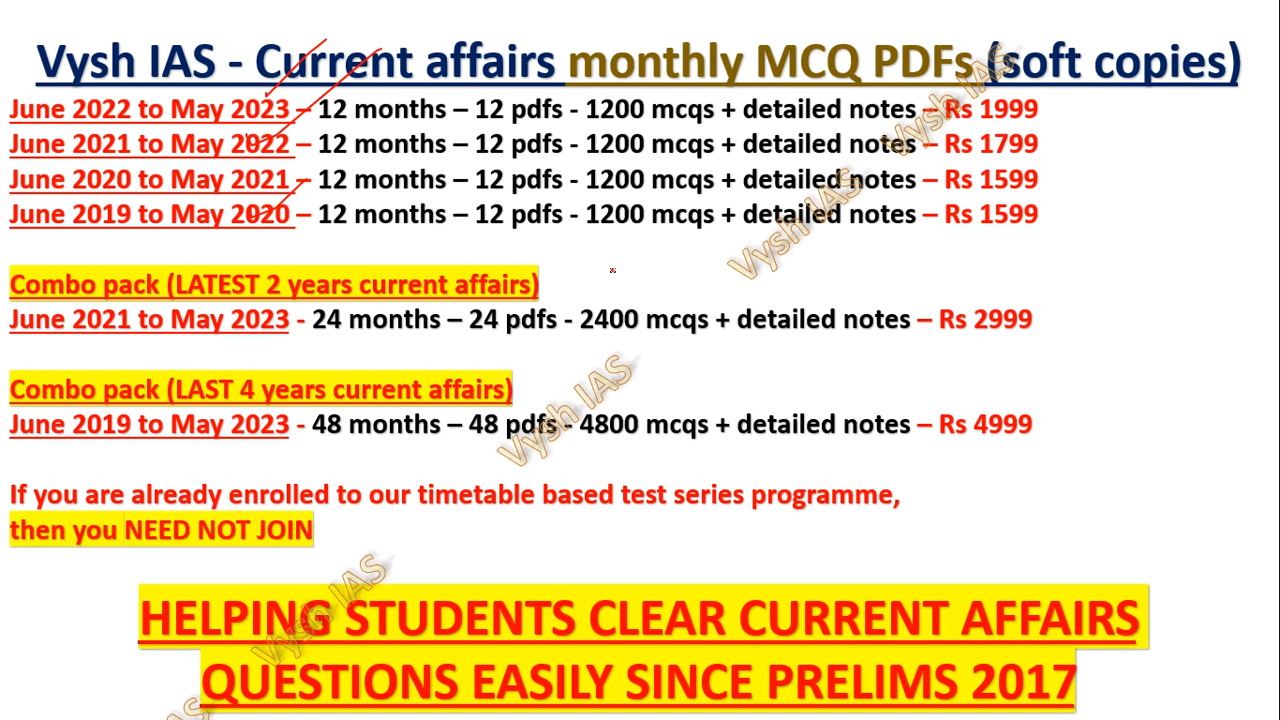 Vysh IAS - Current affairs monthly MCQ PDFs (soft copies)
June 2022 to May 2023 – 12 months – 12 pdfs - 1200 mcqs + detailed notes – Rs 1999
June 2021 to May 2022 – 12 months – 12 pdfs - 1200 mcqs + detailed notes – Rs 1799
June 2020 to May 2021 – 12 months – 12 pdfs - 1200 mcqs + detailed notes – Rs 1599
June 2019 to May 2020 – 12 months – 12 pdfs - 1200 mcqs + detailed notes – Rs 1599
Combo pack (LATEST 2 years current affairs)
June 2021 to May 2023 - 24 months – 24 pdfs - 2400 mcqs + detailed notes – Rs 2999
Combo pack (LAST 4 years current affairs)
June 2019 to May 2023 - 48 months – 48 pdfs - 4800 mcqs + detailed notes – Rs 4999
If you are already enrolled to our timetable based test series programme,
then you NEED NOT JOIN
HELPING STUDENTS CLEAR CURRENT AFFAIRS
QUESTIONS EASILY SINCE PRELIMS 2017
Vysh IAS
Vysh IAS
Vysh IAS
Vysh IAS
IAS